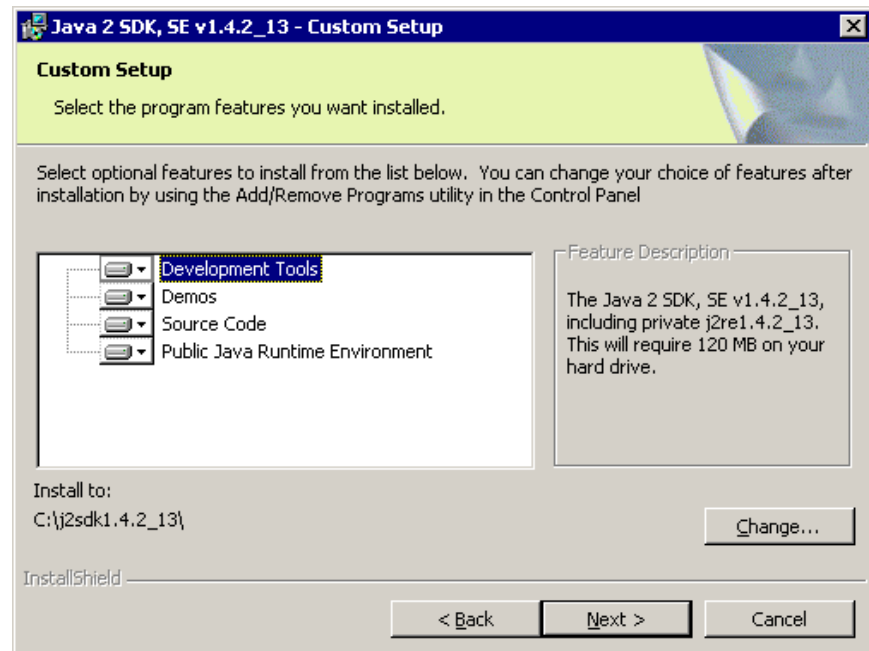 Java 2 SDK, SE v1.4.2_13 - Custom Setup
Custom Setup
Select the program features you want installed.
Select optional features to install from the list below. You can change your choice of features after
installation by using the Add/Remove Programs utility in the Control Panel
Development Tools
Demos
Source Code
Public Java Runtime Environment
Feature Description
The Java 2 SDK, SE v1.4.2_13,
including private j2re1.4.2_13.
This will require 120 MB on your
hard drive.
Install to:
C:\j2sdk1.4.2_13\
Change...
InstallShield
< Back
Next >
Cancel